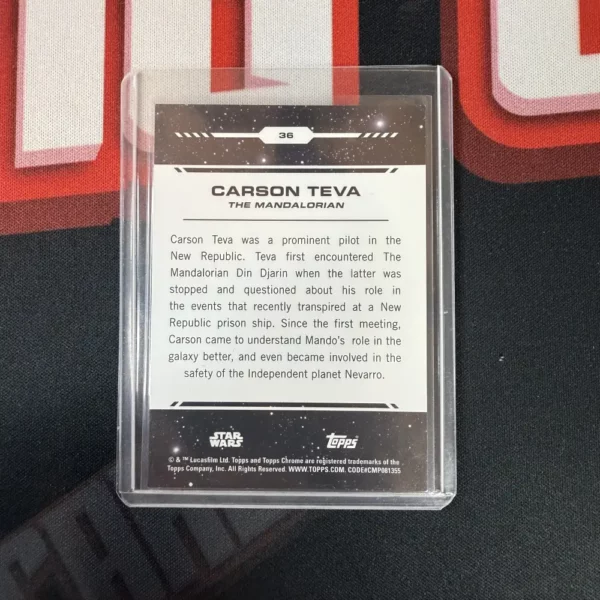 36
CARSON TEVA
THE MANDALORIAN
Carson Teva was a prominent pilot in the
New Republic. Teva first encountered The
Mandalorian Din Djarin when the latter was
stopped and questioned about his role in
the events that recently transpired at a New
Republic prison ship. Since the first meeting,
Carson came to understand Mando's role in the
galaxy better, and even became involved in the
safety of the Independent planet Nevarro.
STAR
WARS
Topps
© & ™ Lucasfilm Ltd. Topps and Topps Chrome are registered trademarks of the
Topps Company, Inc. All Rights Reserved. WWW.TOPPS.COM. CODE#CMP081355